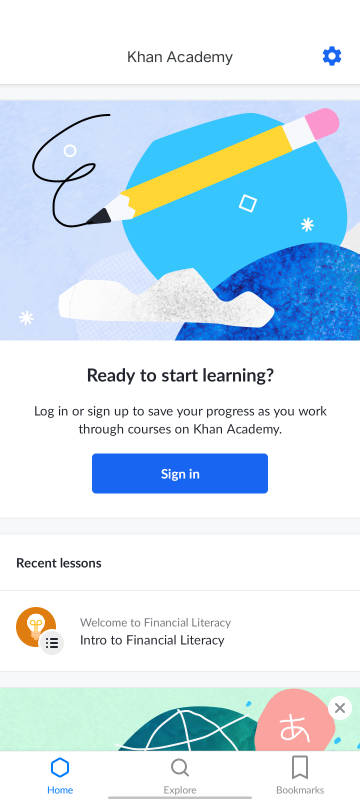 Khan Academy
Ready to start learning?
Log in or sign up to save your progress as you work
through courses on Khan Academy.
Sign in
Recent lessons
Welcome to Financial Literacy
Intro to Financial Literacy
あ
Home
Explore
Bookmarks